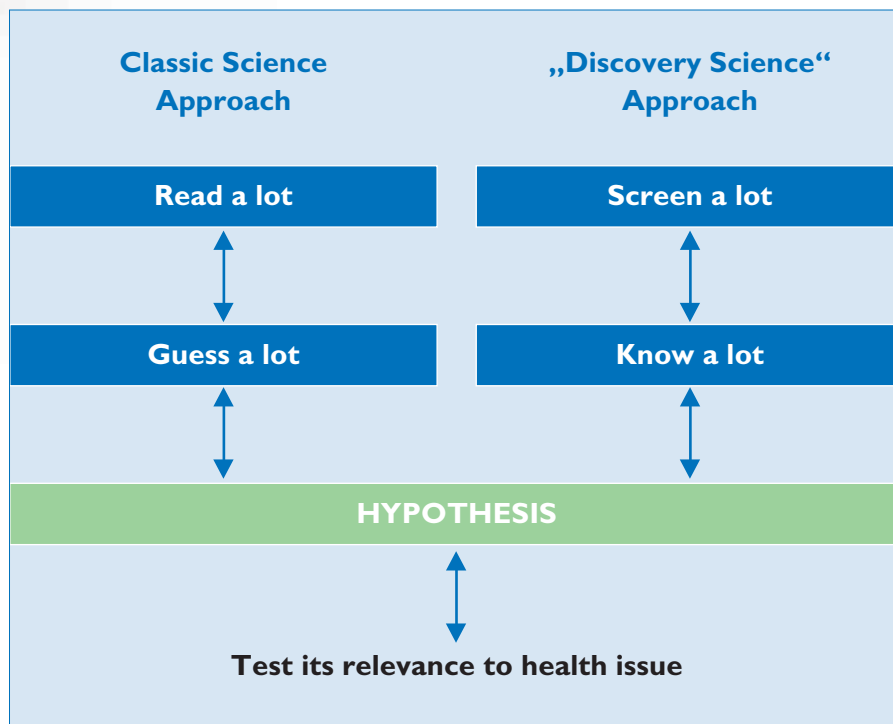 Classic Science
Approach
„Discovery Science“
Approach
Read a lot
Screen a lot
Guess a lot
Know a lot
HYPOTHESIS
Test its relevance to health issue